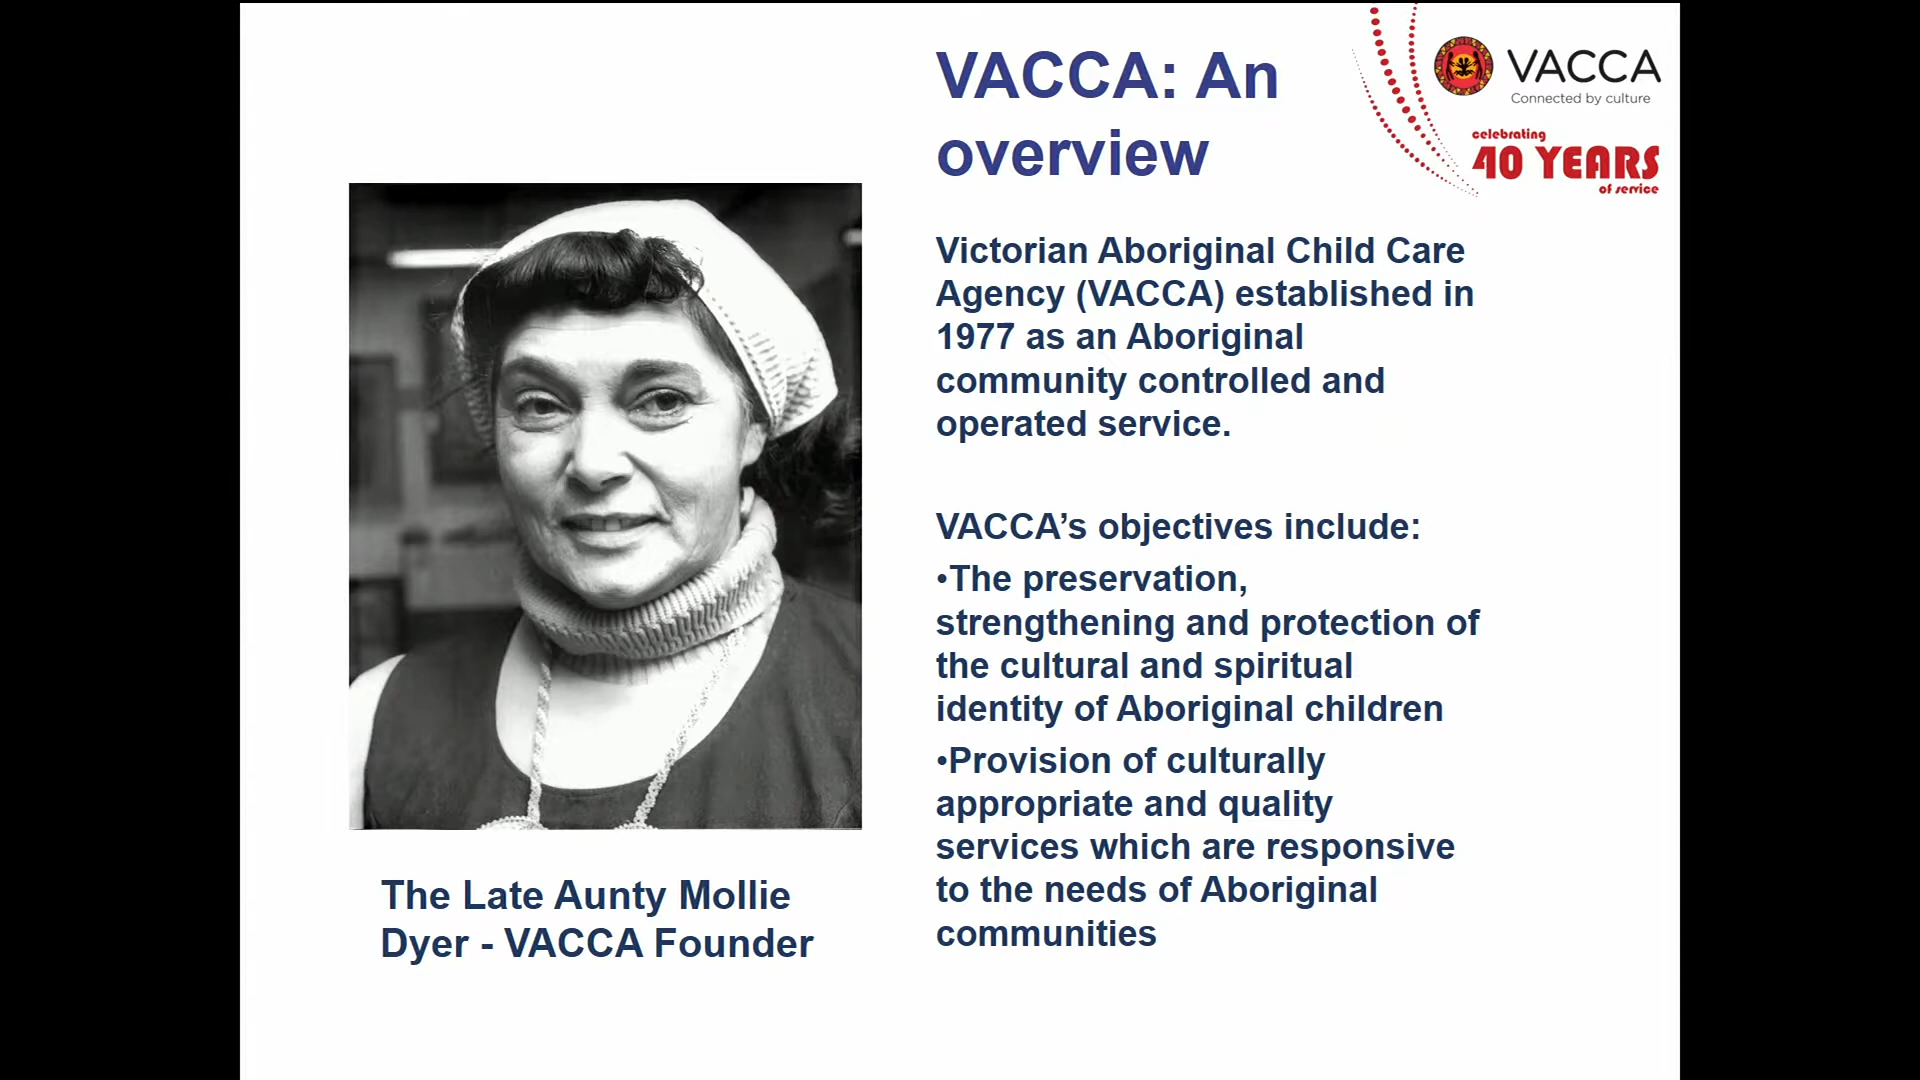 VACCA: An
overview
VACCA
Connected by culture
celebrating
40 YEARS
of service
Victorian Aboriginal Child Care
Agency (VACCA) established in
1977 as an Aboriginal
community controlled and
operated service.
VACCA’s objectives include:
•The preservation,
strengthening and protection of
the cultural and spiritual
identity of Aboriginal children
•Provision of culturally
appropriate and quality
services which are responsive
to the needs of Aboriginal
communities
The Late Aunty Mollie
Dyer - VACCA Founder